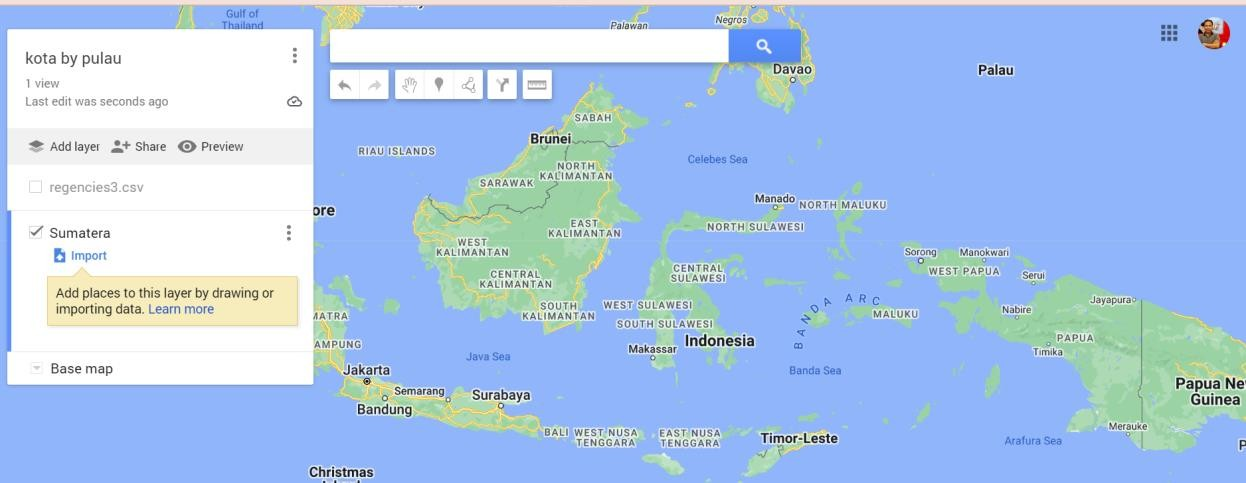 Gulf of
Thailand
Palawan
Negros
kota by pulau
1 view
Last edit was seconds ago
Add layer
Share
Preview
regencies3.csv
Sumatera
Import
Add places to this layer by drawing or
importing data. Learn more
Base map
Davao
Palau
SABAH
Brunei
RIAU ISLANDS
Celebes Sea
NORTH
KALIMANTAN
SARAWAK
ore
Manado
NORTH MALUKU
NORTH SULAWESI
EAST
KALIMANTAN
WEST
KALIMANTAN
CENTRAL
KALIMANTAN
CENTRAL
SULAWESI
Sorong
Manokwari
WEST PAPUA
Serui
SOUTH
KALIMANTAN
WEST SULAWESI
SOUTH SULAWESI
BANDA ARC
MALUKU
Nabire
Jayapura
MATRA
AMPUNG
Makassar
Indonesia
PAPUA
Timika
Java Sea
Banda Sea
Jakarta
Semarang
Surabaya
Bandung
Papua Ne
Guinea
BALI
WEST NUSA
TENGGARA
EAST NUSA
TENGGARA
Timor-Leste
Arafura Sea
Merauke
P
Christmas